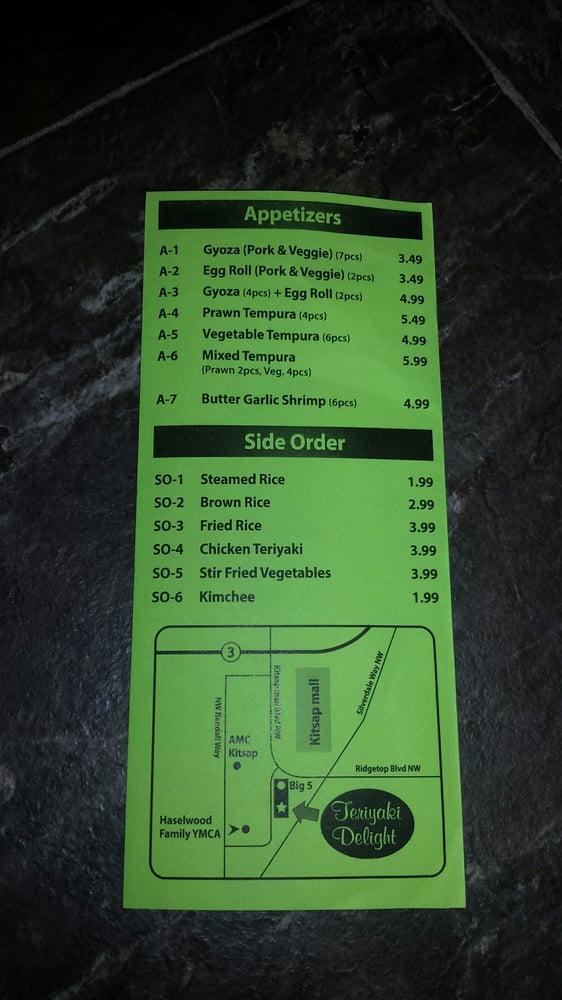 Appetizers
A-1 Gyoza (Pork & Veggie) (7pcs) 3.49
A-2 Egg Roll (Pork & Veggie) (2pcs) 3.49
A-3 Gyoza (4pcs) + Egg Roll (2pcs) 4.99
A-4 Prawn Tempura (4pcs) 5.49
A-5 Vegetable Tempura (6pcs) 4.99
A-6 Mixed Tempura 5.99
(Prawn 2pcs, Veg. 4pcs)
A-7 Butter Garlic Shrimp (6pcs) 4.99
Side Order
SO-1 Steamed Rice 1.99
SO-2 Brown Rice 2.99
SO-3 Fried Rice 3.99
SO-4 Chicken Teriyaki 3.99
SO-5 Stir Fried Vegetables 3.99
SO-6 Kimchee 1.99
3
Kitsap mall Blvd NW
Kitsap mall
Silverdale Way NW
NW Randall Way
AMC
Kitsap
Ridgetop Blvd NW
Big 5
Haselwood
Family YMCA
Teriyaki
Delight